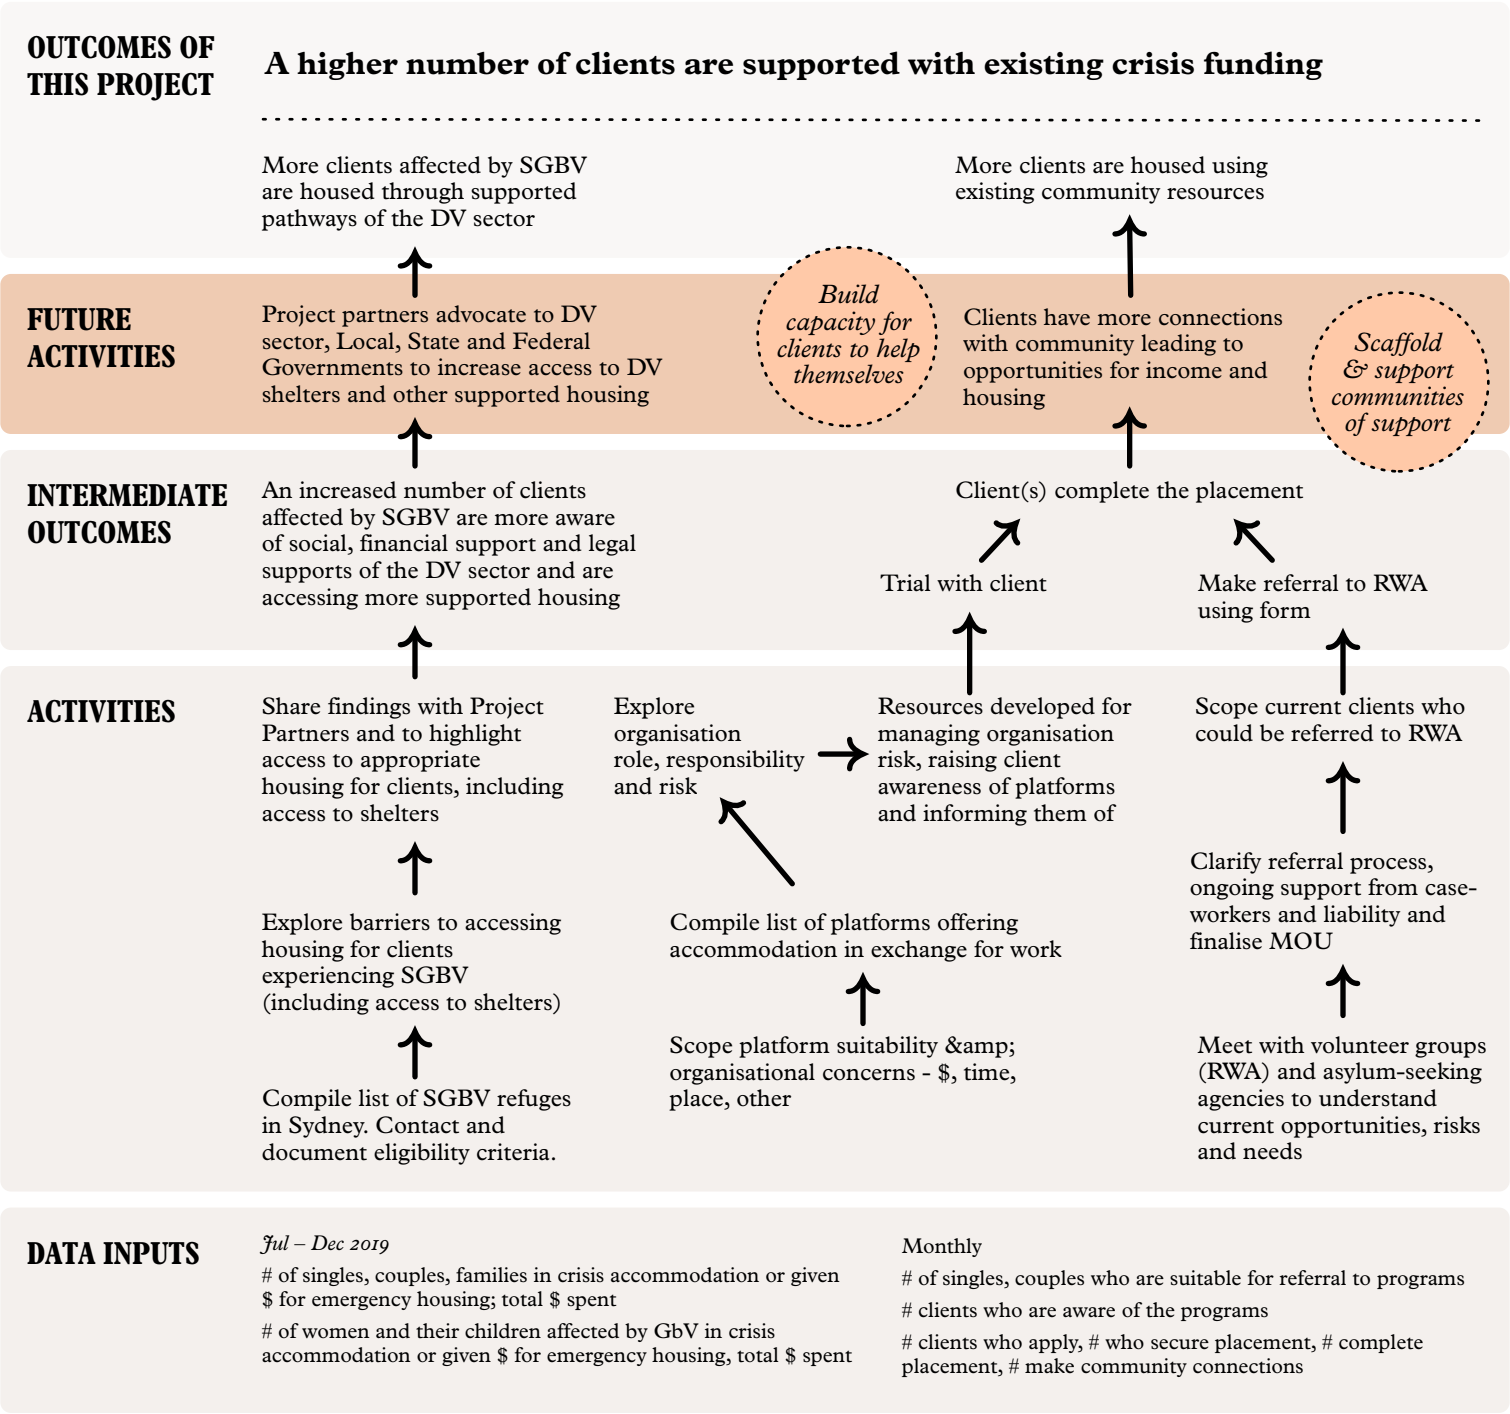 OUTCOMES OF
THIS PROJECT
A higher number of clients are supported with existing crisis funding
More clients affected by SGBV
are housed through supported
pathways of the DV sector
More clients are housed using
existing community resources
FUTURE
ACTIVITIES
Project partners advocate to DV
sector, Local, State and Federal
Governments to increase access to DV
shelters and other supported housing
Build
capacity for
clients to help
themselves
Clients have more connections
with community leading to
opportunities for income and
housing
Scaffold
& support
communities
of support
INTERMEDIATE
OUTCOMES
An increased number of clients
affected by SGBV are more aware
of social, financial support and legal
supports of the DV sector and are
accessing more supported housing
Client(s) complete the placement
Trial with client
Make referral to RWA
using form
ACTIVITIES
Share findings with Project
Partners and to highlight
access to appropriate
housing for clients, including
access to shelters
Explore
organisation
role, responsibility
and risk
Resources developed for
managing organisation
risk, raising client
awareness of platforms
and informing them of
Scope current clients who
could be referred to RWA
Explore barriers to accessing
housing for clients
experiencing SGBV
(including access to shelters)
Compile list of platforms offering
accommodation in exchange for work
Clarify referral process,
ongoing support from case-
workers and liability and
finalise MOU
Compile list of SGBV refuges
in Sydney. Contact and
document eligibility criteria.
Scope platform suitability &amp;
organisational concerns - $, time,
place, other
Meet with volunteer groups
(RWA) and asylum-seeking
agencies to understand
current opportunities, risks
and needs
DATA INPUTS
Jul – Dec 2019
# of singles, couples, families in crisis accommodation or given
$ for emergency housing; total $ spent
# of women and their children affected by GbV in crisis
accommodation or given $ for emergency housing, total $ spent
Monthly
# of singles, couples who are suitable for referral to programs
# clients who are aware of the programs
# clients who apply, # who secure placement, # complete
placement, # make community connections